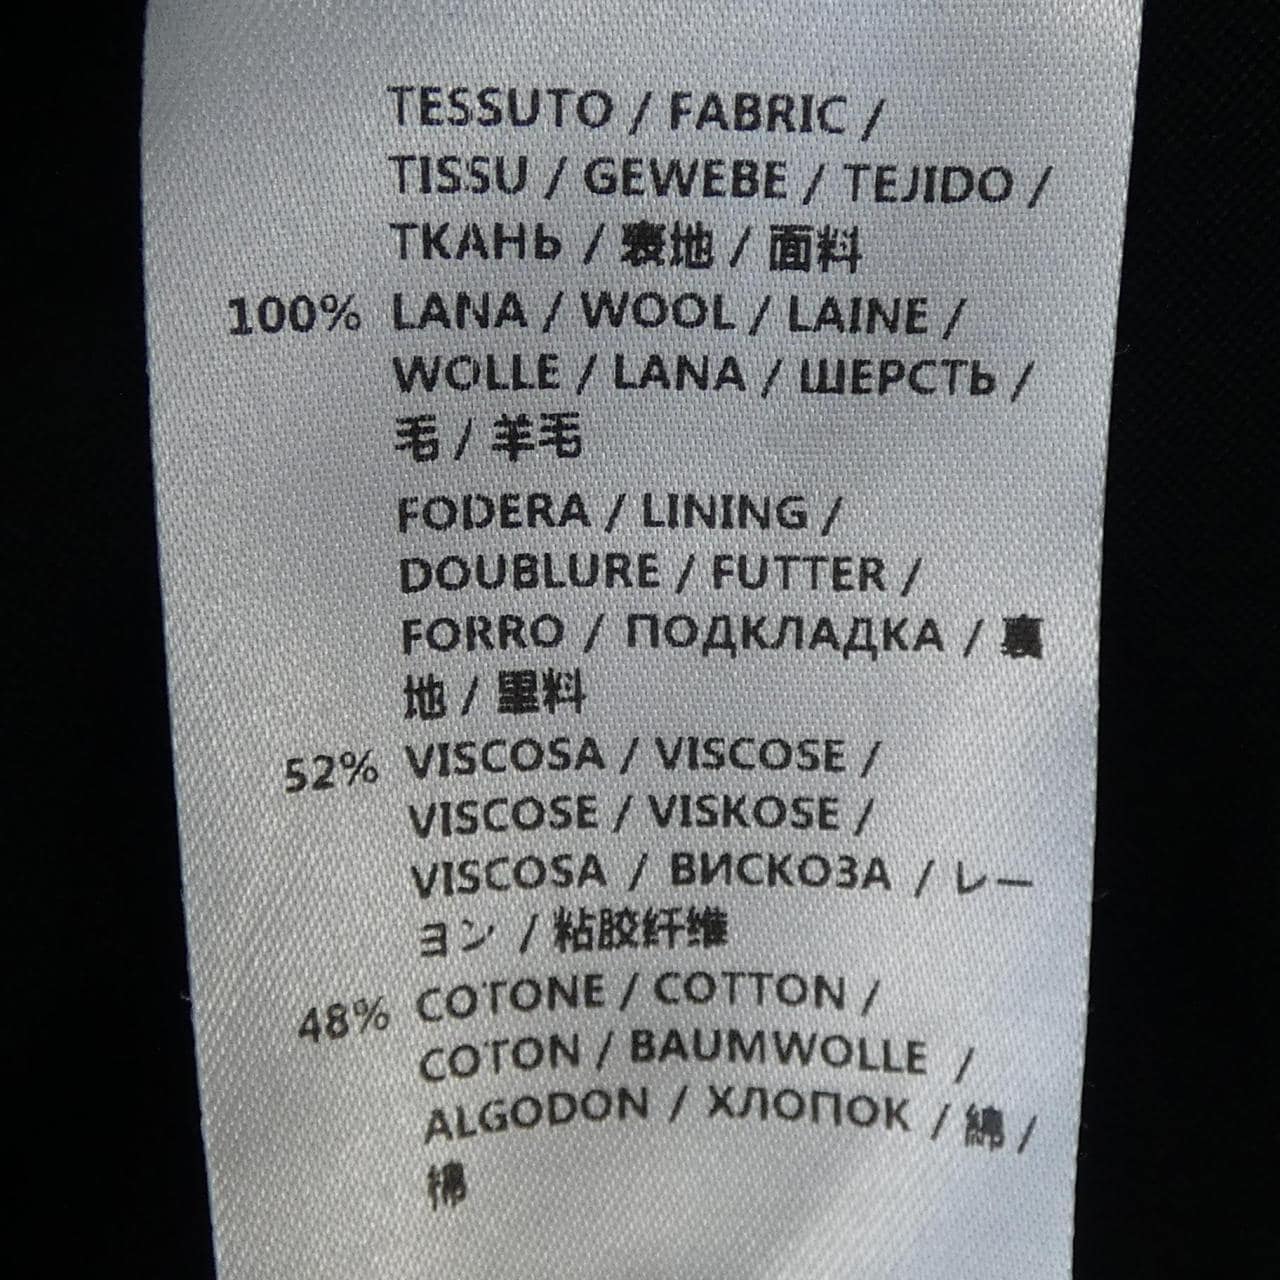 TESSUTO / FABRIC /
TISSU / GEWEBE / TEJIDO /
ТКАНЬ / 裏地 / 面料
100% LANA / WOOL / LAINE /
WOLLE / LANA / ШЕРСТЬ /
毛 / 羊毛
FODERA / LINING /
DOUBLURE / FUTTER /
FORRO / ПОДКЛАДКА / 裏
地 / 里料
52% VISCOSA / VISCOSE /
VISCOSE / VISKOSE /
VISCOSA / ВИСКОЗА / レー
ヨン / 粘胶纤维
48% COTONE / COTTON /
COTON / BAUMWOLLE /
ALGODON / ХЛОПОК / 綿 /
棉